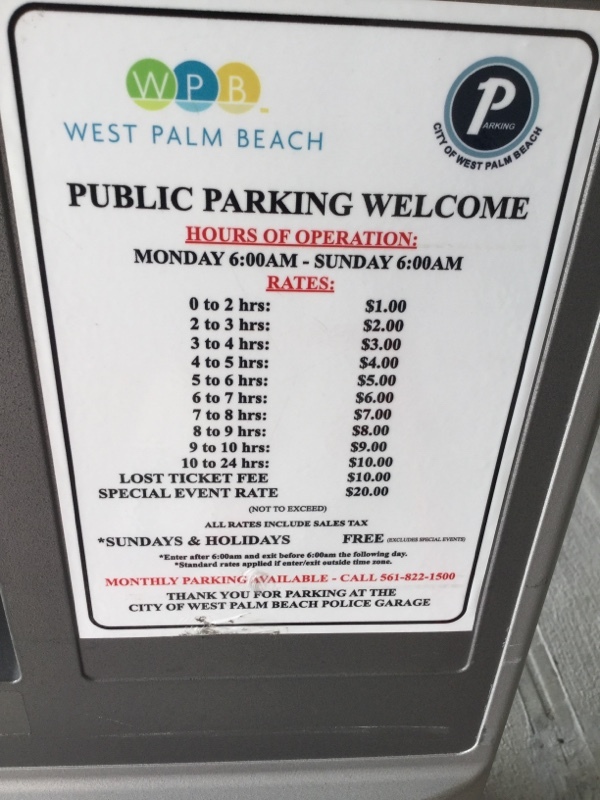 WPB
WEST PALM BEACH
P ARKING
CITY OF WEST PALM BEACH
PUBLIC PARKING WELCOME
HOURS OF OPERATION:
MONDAY 6:00AM - SUNDAY 6:00AM
RATES:
0 to 2 hrs: $1.00
2 to 3 hrs: $2.00
3 to 4 hrs: $3.00
4 to 5 hrs: $4.00
5 to 6 hrs: $5.00
6 to 7 hrs: $6.00
7 to 8 hrs: $7.00
8 to 9 hrs: $8.00
9 to 10 hrs: $9.00
10 to 24 hrs: $10.00
LOST TICKET FEE $10.00
SPECIAL EVENT RATE $20.00
(NOT TO EXCEED)
ALL RATES INCLUDE SALES TAX
*SUNDAYS & HOLIDAYS FREE (EXCLUDES SPECIAL EVENTS)
*Enter after 6:00am and exit before 6:00am the following day.
*Standard rates applied if enter/exit outside time zone.
MONTHLY PARKING AVAILABLE - CALL 561-822-1500
THANK YOU FOR PARKING AT THE
CITY OF WEST PALM BEACH POLICE GARAGE